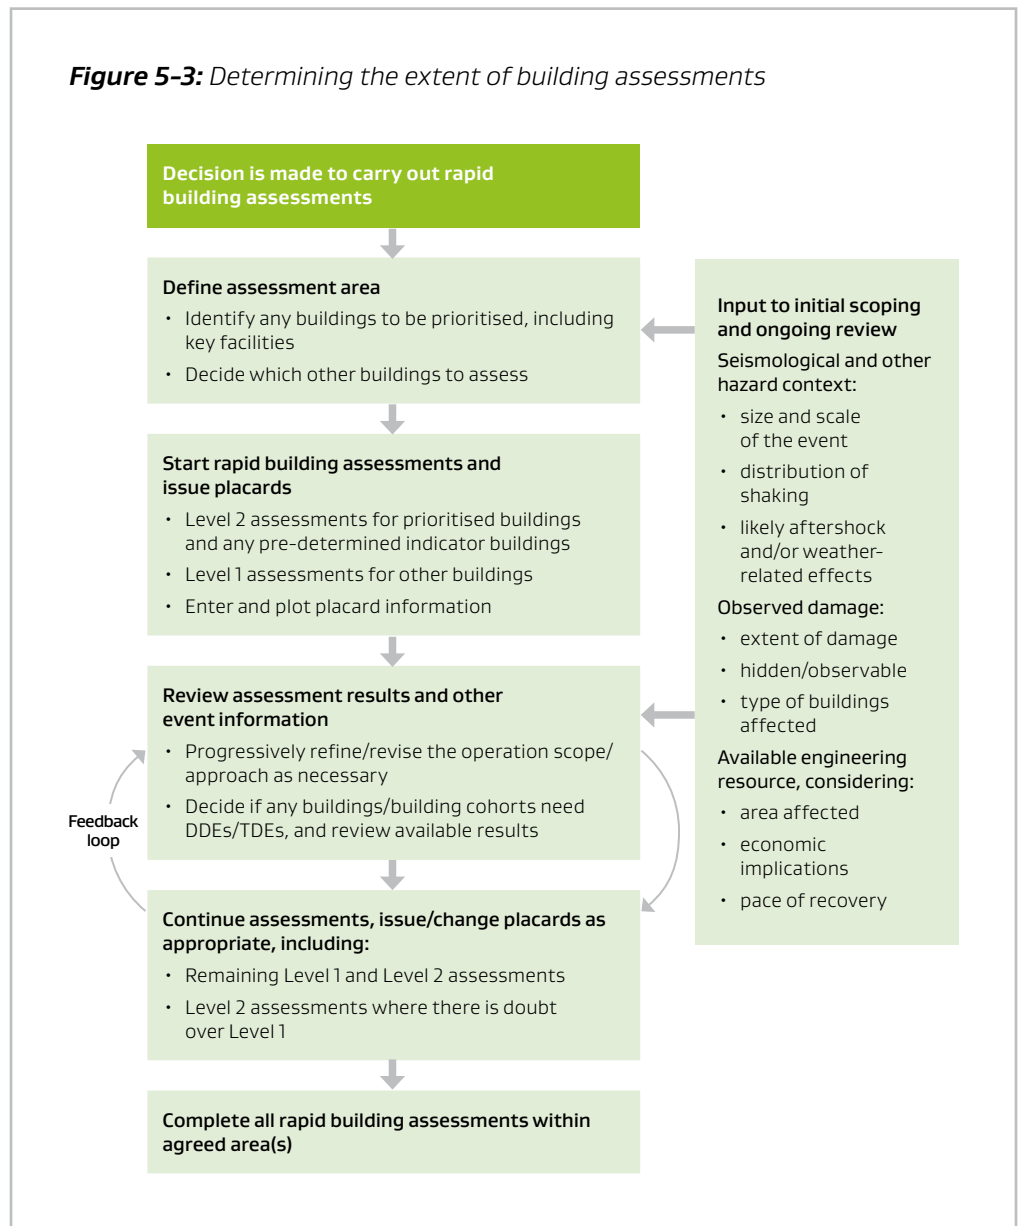 Figure 5-3: Determining the extent of building assessments
Decision is made to carry out rapid
building assessments
Define assessment area
• Identify any buildings to be prioritised, including
key facilities
• Decide which other buildings to assess
Start rapid building assessments and
issue placards
• Level 2 assessments for prioritised buildings
and any pre-determined indicator buildings
• Level 1 assessments for other buildings
• Enter and plot placard information
Review assessment results and other
event information
• Progressively refine/revise the operation scope/
approach as necessary
• Decide if any buildings/building cohorts need
DDEs/TDEs, and review available results
Feedback
loop
Continue assessments, issue/change placards as
appropriate, including:
• Remaining Level 1 and Level 2 assessments
• Level 2 assessments where there is doubt
over Level 1
Complete all rapid building assessments within
agreed area(s)
Input to initial scoping
and ongoing review
Seismological and other
hazard context:
• size and scale
of the event
• distribution of
shaking
• likely aftershock
and/or weather-
related effects
Observed damage:
• extent of damage
• hidden/observable
• type of buildings
affected
Available engineering
resource, considering:
• area affected
• economic
implications
• pace of recovery